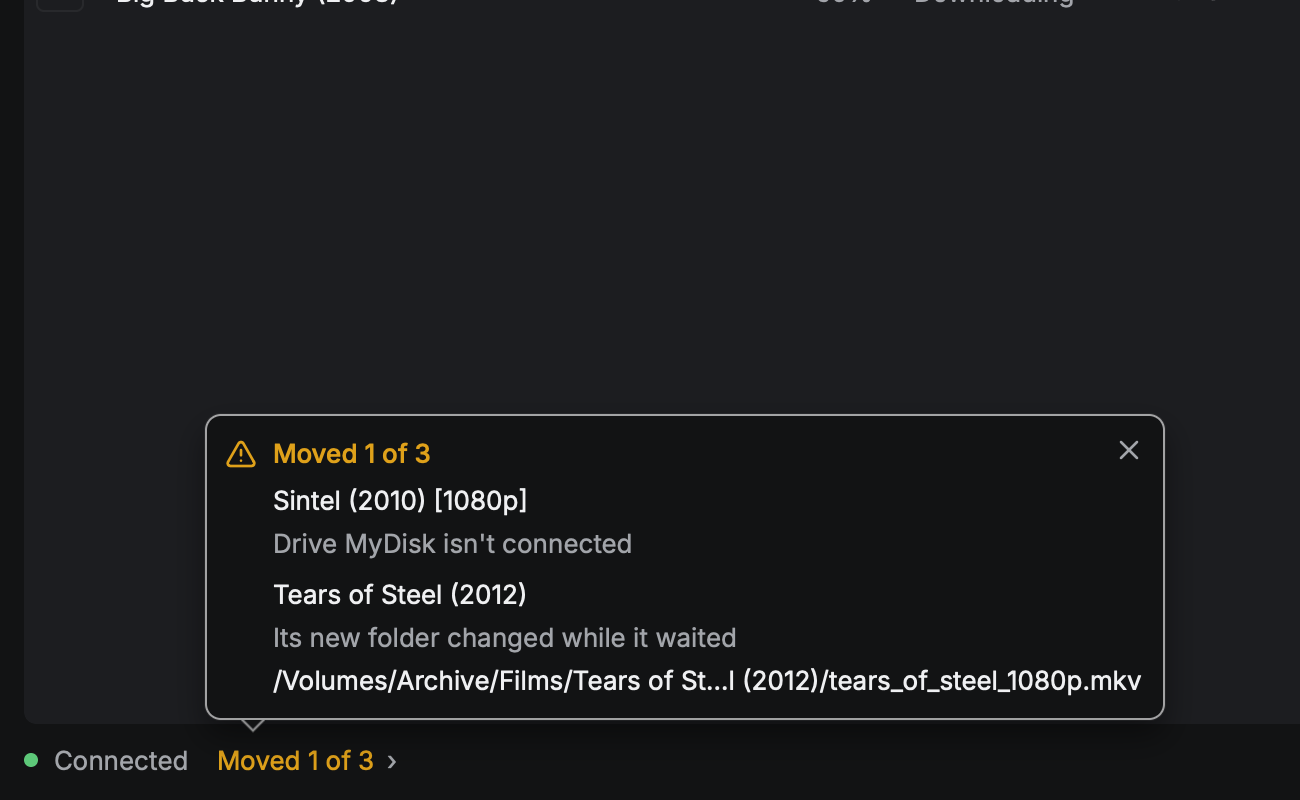 Moved 1 of 3
Sintel (2010) [1080p]
Drive MyDisk isn't connected
Tears of Steel (2012)
Its new folder changed while it waited
/Volumes/Archive/Films/Tears of St...l (2012)/tears_of_steel_1080p.mkv
Connected Moved 1 of 3 ›